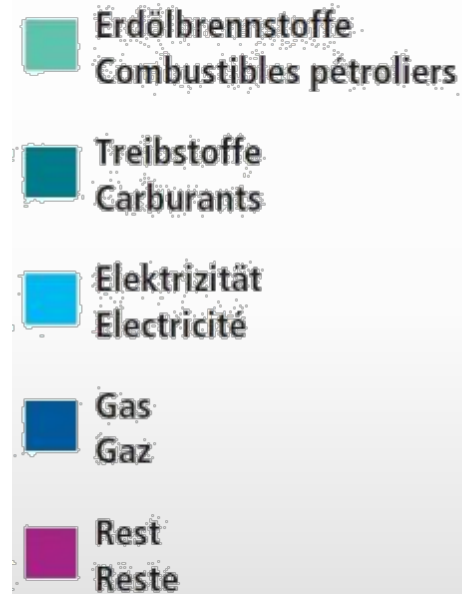 Erdölbrennstoffe
Combustibles pétroliers
Treibstoffe
Carburants
Elektrizität
Electricité
Gas
Gaz
Rest
Reste